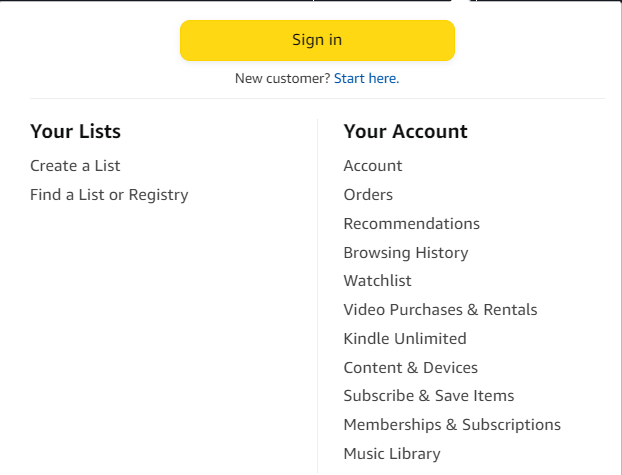 Sign in
New customer? Start here.
Your Lists
Create a List
Find a List or Registry
Your Account
Account
Orders
Recommendations
Browsing History
Watchlist
Video Purchases & Rentals
Kindle Unlimited
Content & Devices
Subscribe & Save Items
Memberships & Subscriptions
Music Library